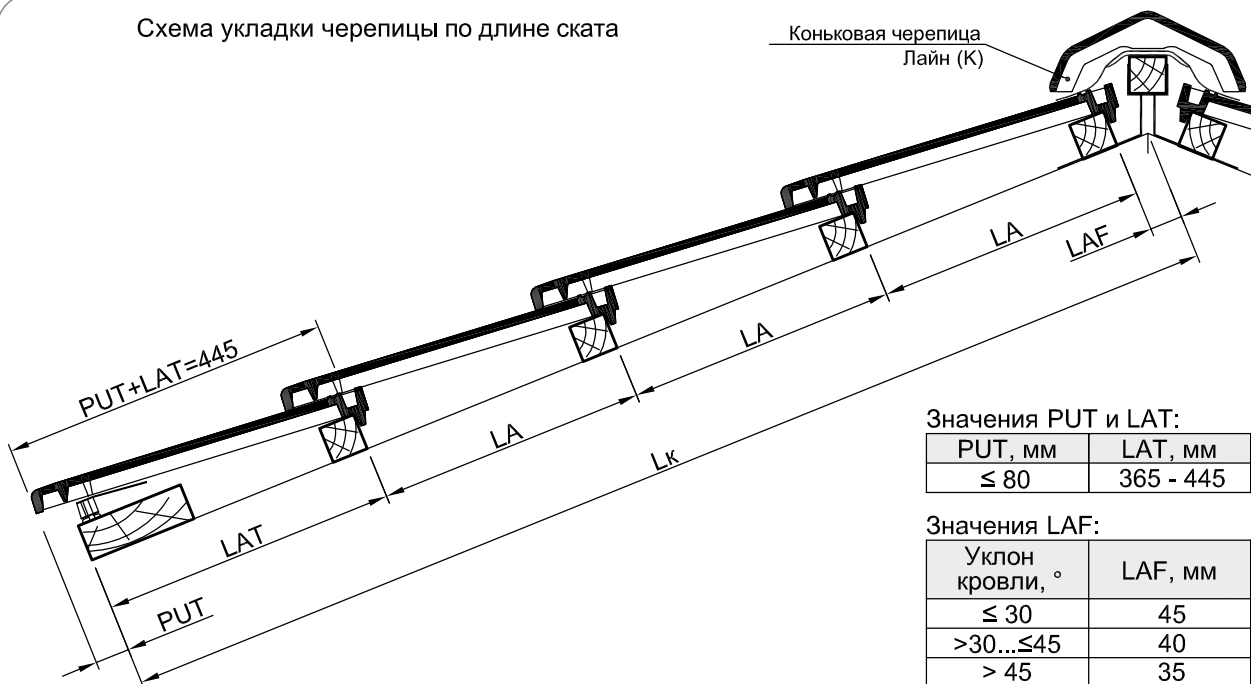 Схема укладки черепицы по длине ската
Коньковая черепица
Лайн (K)
LA
LAF
LA
PUT+LAT=445
LA
Lк
LAT
PUT
Значения PUT и LAT:
PUT, мм LAT, мм
≤ 80 365 - 445
Значения LAF:
Уклон
кровли, °
LAF, мм
≤ 30 45
>30...≤45 40
> 45 35